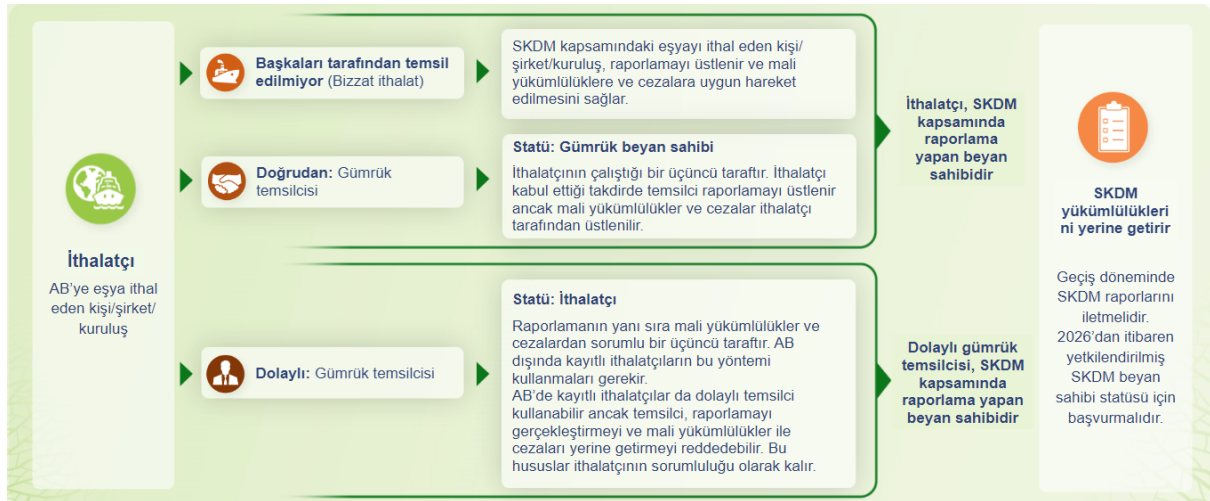 İthalatçı
AB’ye eşya ithal
eden kişi/şirket/
kuruluş
Başkaları tarafından temsil
edilmiyor (Bizzat ithalat)
SKDM kapsamındaki eşyayı ithal eden kişi/
şirket/kuruluş, raporlamayı üstlenir ve mali
yükümlülüklere ve cezalara uygun hareket
edilmesini sağlar.
Doğrudan: Gümrük
temsilcisi
Statü: Gümrük beyan sahibi
İthalatçının çalıştığı bir üçüncü taraftır. İthalatçı
kabul ettiği takdirde temsilci raporlamayı üstlenir
ancak mali yükümlülükler ve cezalar ithalatçı
tarafından üstlenilir.
İthalatçı, SKDM
kapsamında
raporlama
yapan beyan
sahibidir
Dolaylı: Gümrük temsilcisi
Statü: İthalatçı
Raporlamanın yanı sıra mali yükümlülükler ve
cezalardan sorumlu bir üçüncü taraftır. AB
dışında kayıtlı ithalatçıların bu yöntemi
kullanmaları gerekir.
AB’de kayıtlı ithalatçılar da dolaylı temsilci
kullanabilir ancak temsilci, raporlamayı
gerçekleştirmeyi ve mali yükümlülükler ile
cezaları yerine getirmeyi reddedebilir. Bu
hususlar ithalatçının sorumluluğu olarak kalır.
Dolaylı gümrük
temsilcisi, SKDM
kapsamında
raporlama yapan
beyan sahibidir
SKDM
yükümlülükleri
ni yerine getirir
Geçiş döneminde
SKDM raporlarını
iletmelidir.
2026’dan itibaren
yetkilendirilmiş
SKDM beyan
sahibi statüsü için
başvurmalıdır.